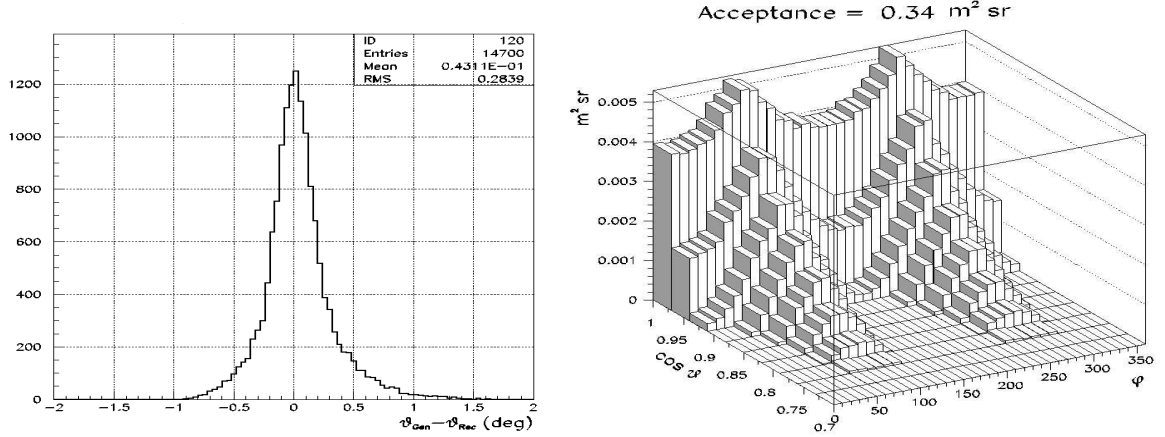 ID 120
Entries 14700
Mean 0.4311E-01
RMS 0.2839
1200
1000
800
600
400
200
0
−2 −1.5 −1 −0.5 0 0.5 1 1.5 2
ϑGen−ϑRec (deg)
Acceptance = 0.34 m² sr
m² sr
0.005
0.004
0.003
0.002
0.001
0
1
0.95
0.9
0.85
0.8
0.75
0.7
cos ϑ
0 50 100 150 200 250 300 350
φ